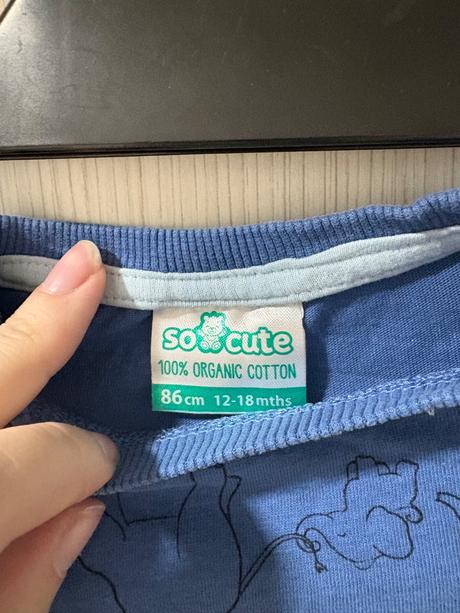 so cute
100% ORGANIC COTTON
86cm 12-18mths